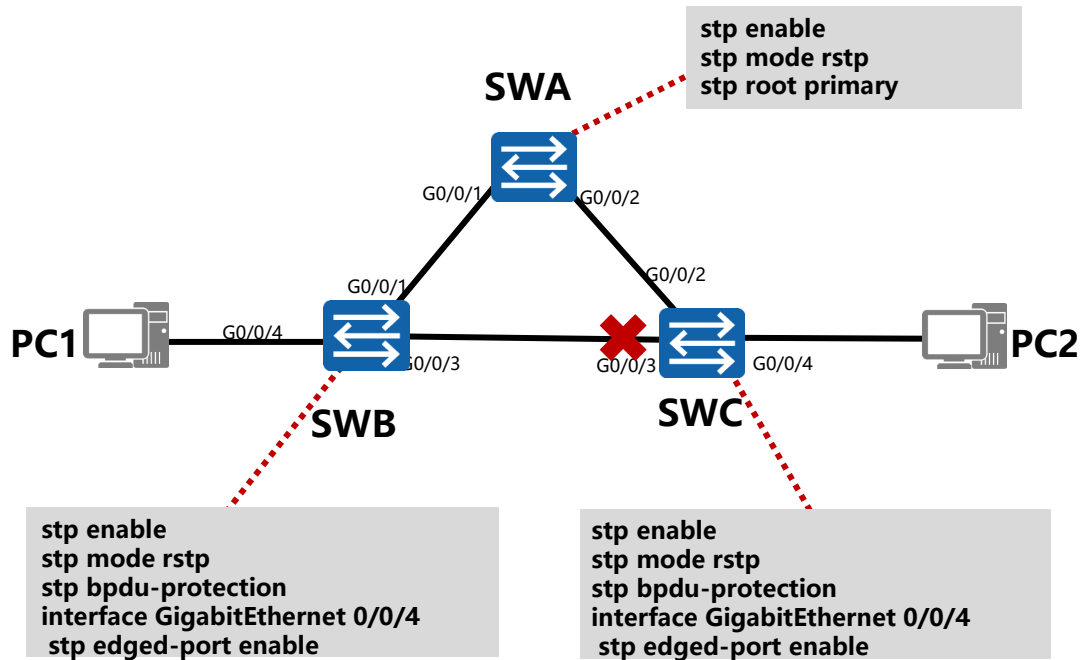 stp enable
stp mode rstp
stp root primary
SWA
G0/0/1
G0/0/2
G0/0/1
G0/0/2
PC1
G0/0/4
G0/0/3
G0/0/3
G0/0/4
PC2
SWB
SWC
stp enable
stp mode rstp
stp bpdu-protection
interface GigabitEthernet 0/0/4
stp edged-port enable
stp enable
stp mode rstp
stp bpdu-protection
interface GigabitEthernet 0/0/4
stp edged-port enable